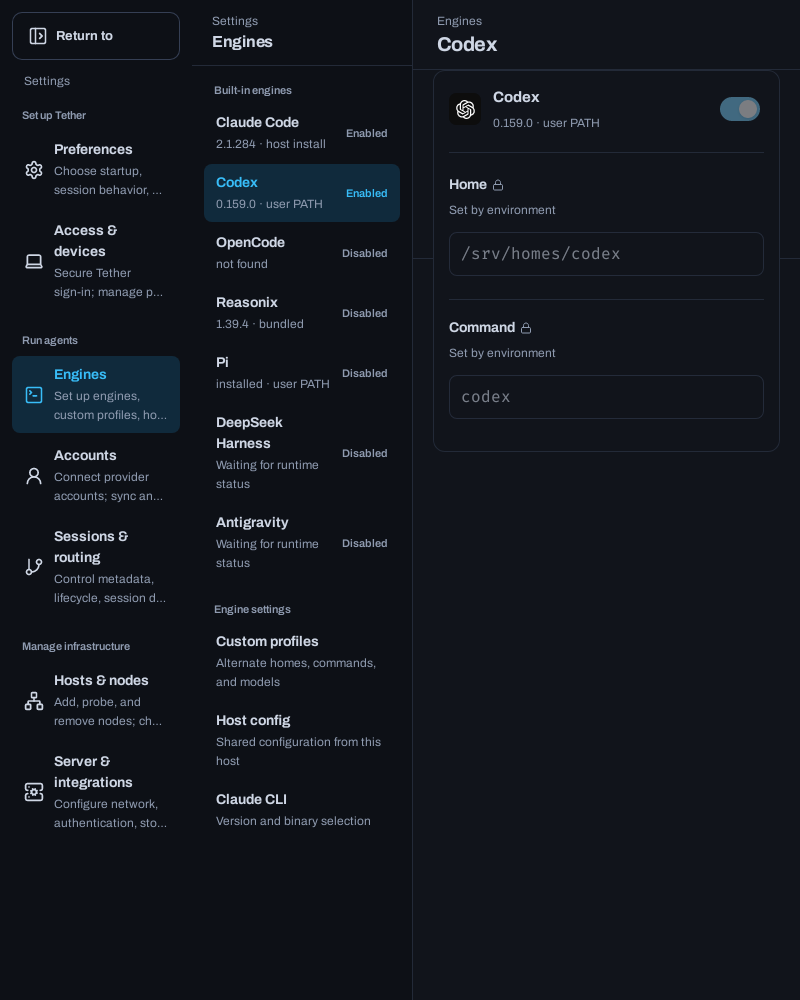 Return to
Settings
Set up Tether
Preferences
Choose startup,
session behavior, ...
Access &
devices
Secure Tether
sign-in; manage p...
Run agents
Engines
Set up engines,
custom profiles, ho...
Accounts
Connect provider
accounts; sync an...
Sessions &
routing
Control metadata,
lifecycle, session d...
Manage infrastructure
Hosts & nodes
Add, probe, and
remove nodes; ch...
Server &
integrations
Configure network,
authentication, sto...
Settings
Engines
Built-in engines
Claude Code
2.1.284 · host install
Enabled
Codex
0.159.0 · user PATH
Enabled
OpenCode
not found
Disabled
Reasonix
1.39.4 · bundled
Disabled
Pi
installed · user PATH
Disabled
DeepSeek
Harness
Waiting for runtime
status
Disabled
Antigravity
Waiting for runtime
status
Disabled
Engine settings
Custom profiles
Alternate homes, commands,
and models
Host config
Shared configuration from this
host
Claude CLI
Version and binary selection
Engines
Codex
Codex
0.159.0 · user PATH
Home
Set by environment
/srv/homes/codex
Command
Set by environment
codex